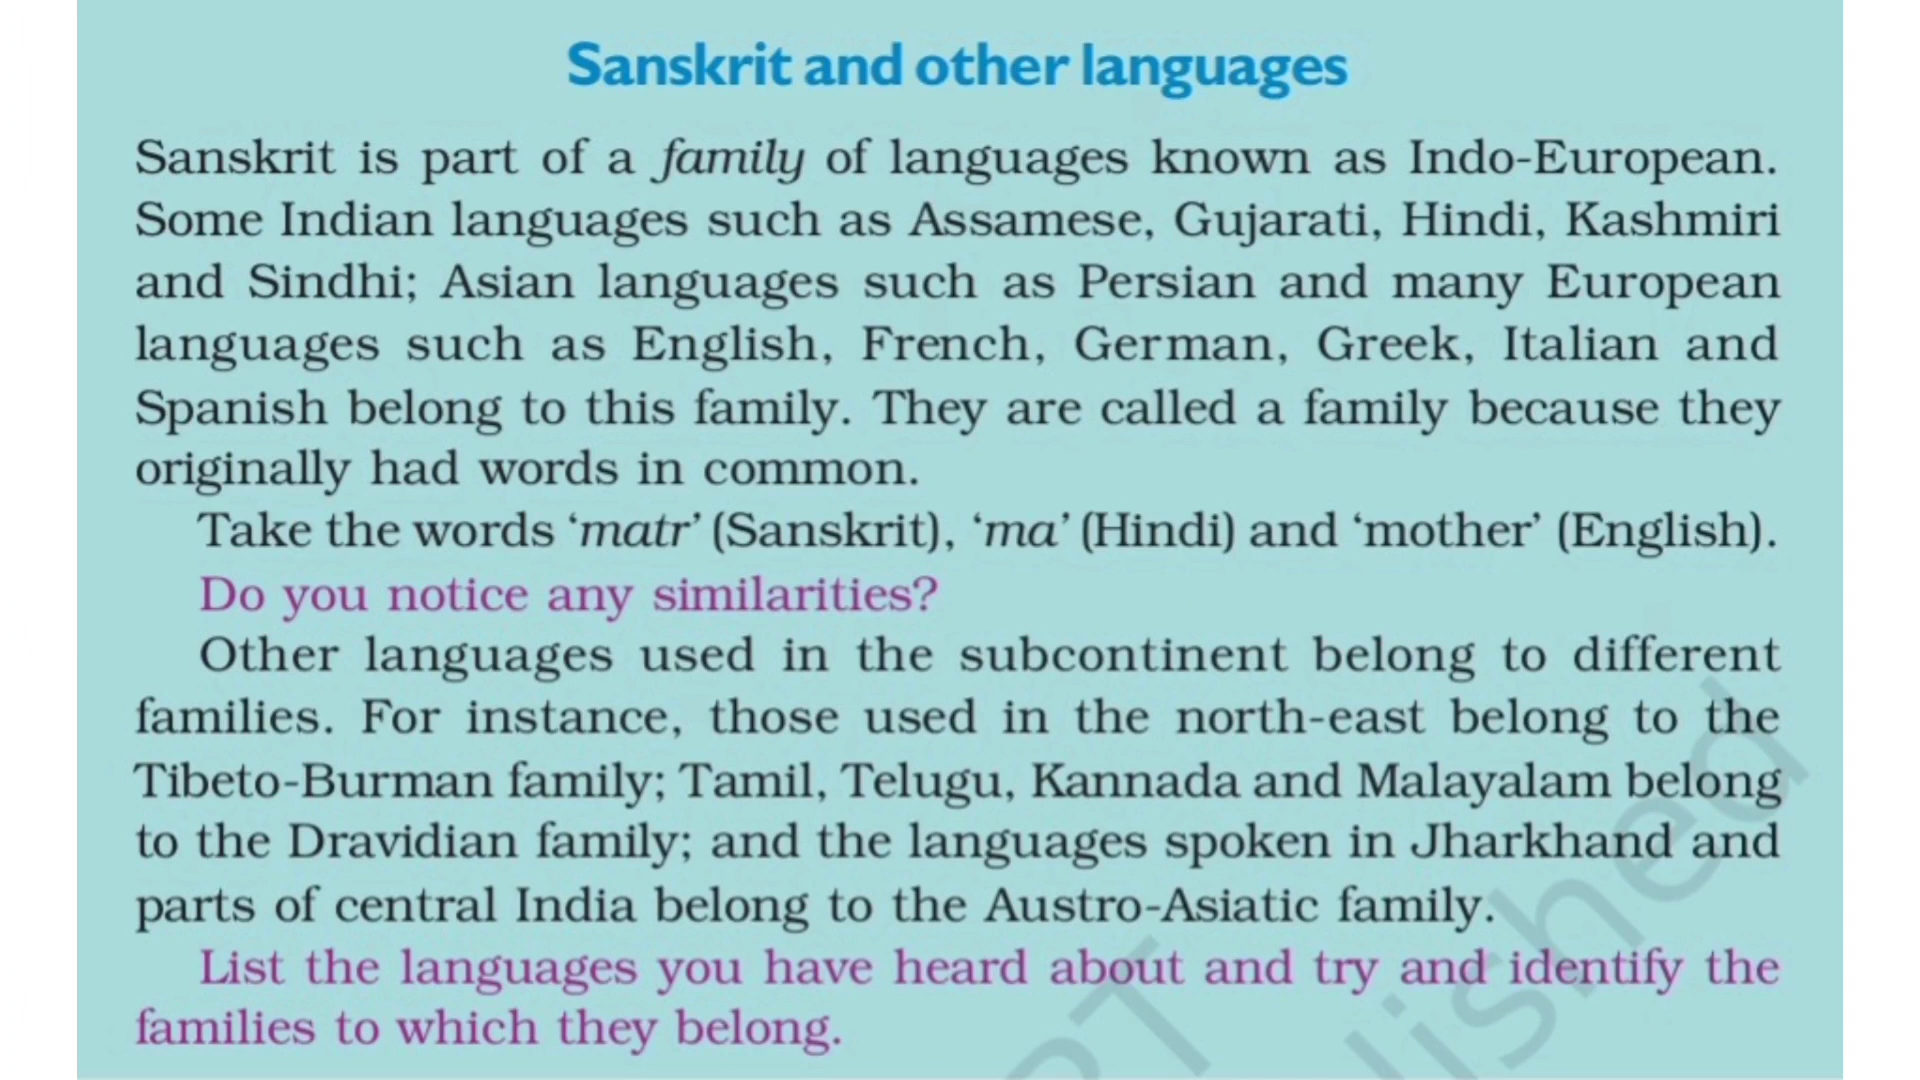 Sanskrit and other languages
Sanskrit is part of a family of languages known as Indo-European.
Some Indian languages such as Assamese, Gujarati, Hindi, Kashmiri
and Sindhi; Asian languages such as Persian and many European
languages such as English, French, German, Greek, Italian and
Spanish belong to this family. They are called a family because they
originally had words in common.
Take the words ‘matr’ (Sanskrit), ‘ma’ (Hindi) and ‘mother’ (English).
Do you notice any similarities?
Other languages used in the subcontinent belong to different
families. For instance, those used in the north-east belong to the
Tibeto-Burman family; Tamil, Telugu, Kannada and Malayalam belong
to the Dravidian family; and the languages spoken in Jharkhand and
parts of central India belong to the Austro-Asiatic family.
List the languages you have heard about and try and identify the
families to which they belong.